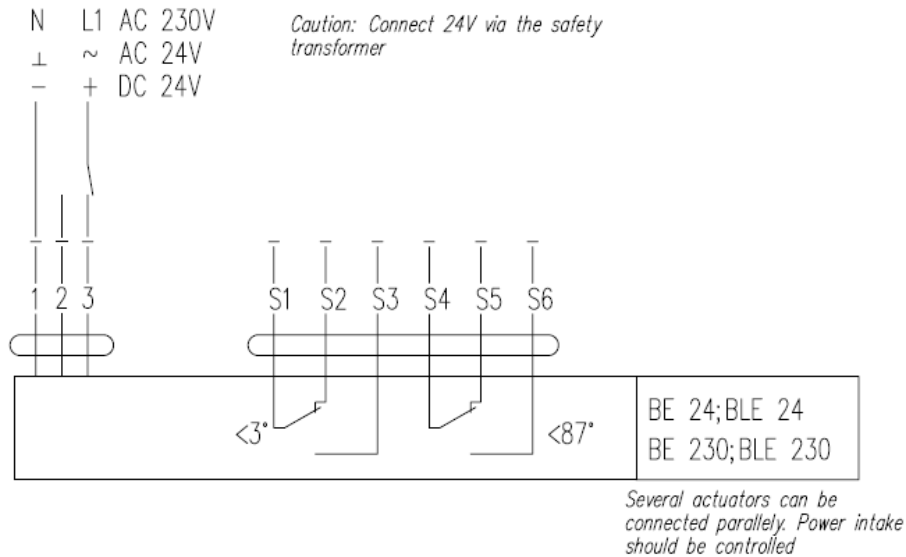 N L1 AC 230V
⊥ ~ AC 24V
− + DC 24V
Caution: Connect 24V via the safety
transformer
1 2 3 S1 S2 S3 S4 S5 S6
<3° <87°
BE 24;BLE 24
BE 230;BLE 230
Several actuators can be
connected parallely. Power intake
should be controlled